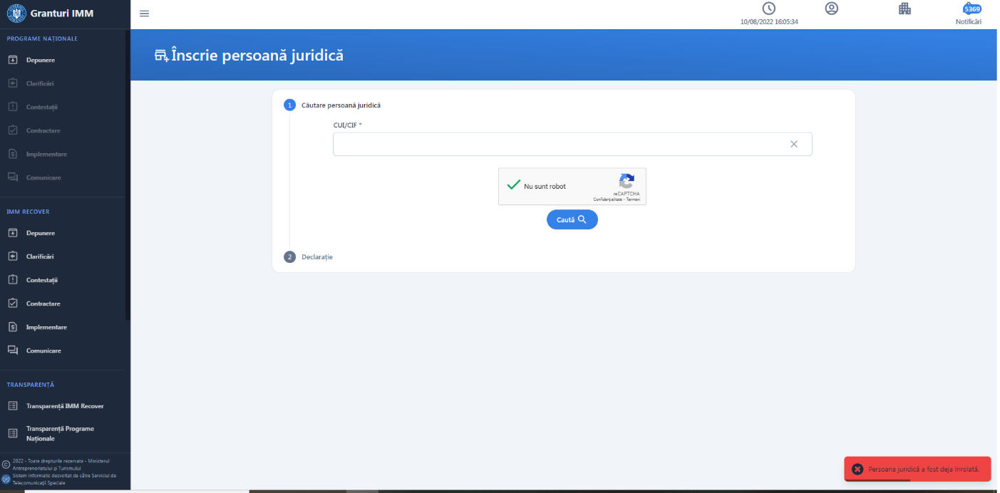 Granturi IMM
10/08/2022 16:05:34
5369
Notificări
PROGRAME NAȚIONALE
Depunere
Clarificări
Contestații
Contractare
Implementare
Comunicare
IMM RECOVER
Depunere
Clarificări
Contestații
Contractare
Implementare
Comunicare
TRANSPARENȚĂ
Transparență IMM Recover
Transparență Programe
Naționale
2022 - Toate drepturile rezervate - Ministerul
Antreprenoriatului și Turismului
Sistem informatic dezvoltat de către Serviciul de
Telecomunicații Speciale
Înscrie persoană juridică
1 Căutare persoană juridică
CUI/CIF *
Nu sunt robot
reCAPTCHA
Confidențialitate - Termeni
Caută
2 Declarație
Persoana juridică a fost deja înrolată.